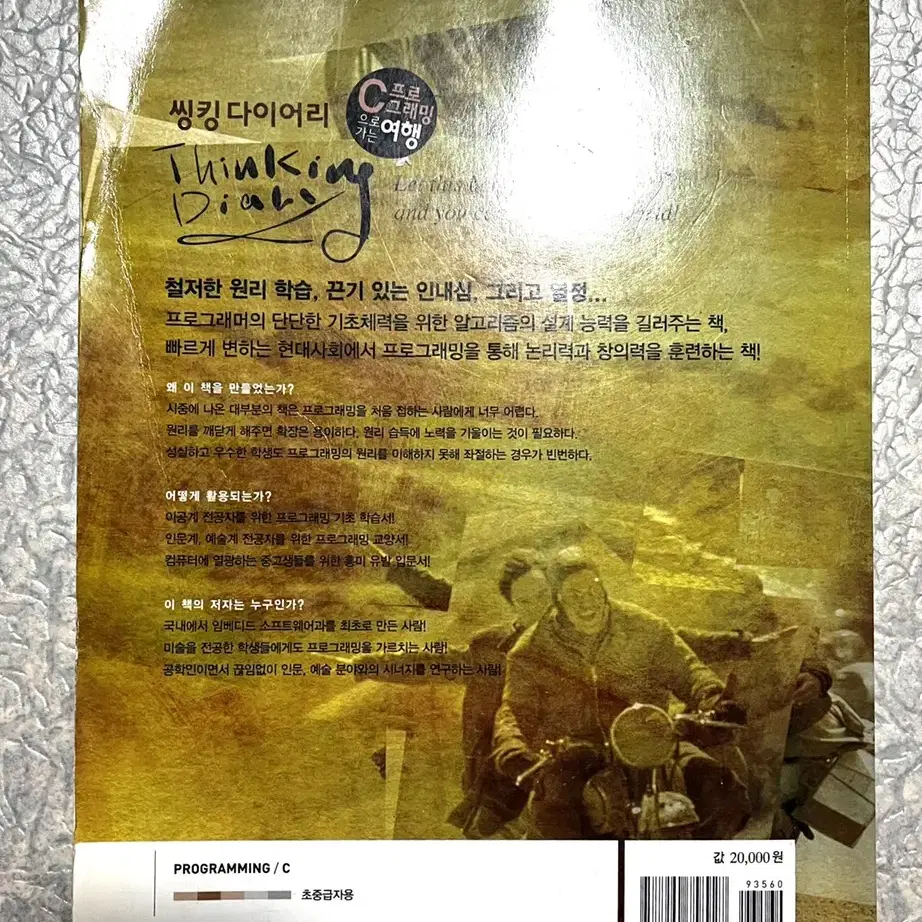 씽킹 다이어리
C 프로
그래밍
으로
가는 여행
Thinking
Diary
Let this b
and you c
철저한 원리 학습, 끈기 있는 인내심, 그리고 열정...
프로그래머의 단단한 기초체력을 위한 알고리즘의 설계 능력을 길러주는 책,
빠르게 변하는 현대사회에서 프로그래밍을 통해 논리력과 창의력을 훈련하는 책!
왜 이 책을 만들었는가?
시중에 나온 대부분의 책은 프로그래밍을 처음 접하는 사람에게 너무 어렵다.
원리를 깨닫게 해주면 확장은 용이하다. 원리 습득에 노력을 기울이는 것이 필요하다.
성실하고 우수한 학생도 프로그래밍의 원리를 이해하지 못해 좌절하는 경우가 빈번하다.
어떻게 활용되는가?
이공계 전공자를 위한 프로그래밍 기초 학습서!
인문계, 예술계 전공자를 위한 프로그래밍 교양서!
컴퓨터에 열광하는 중고생들를 위한 흥미 유발 입문서!
이 책의 저자는 누구인가?
국내에서 임베디드 소프트웨어과를 최초로 만든 사람!
미술을 전공한 학생들에게도 프로그래밍을 가르치는 사람!
공학인이면서 끊임없이 인문, 예술 분야와의 시너지를 연구하는 사람!
PROGRAMMING / C
초중급자용
값 20,000원
93560